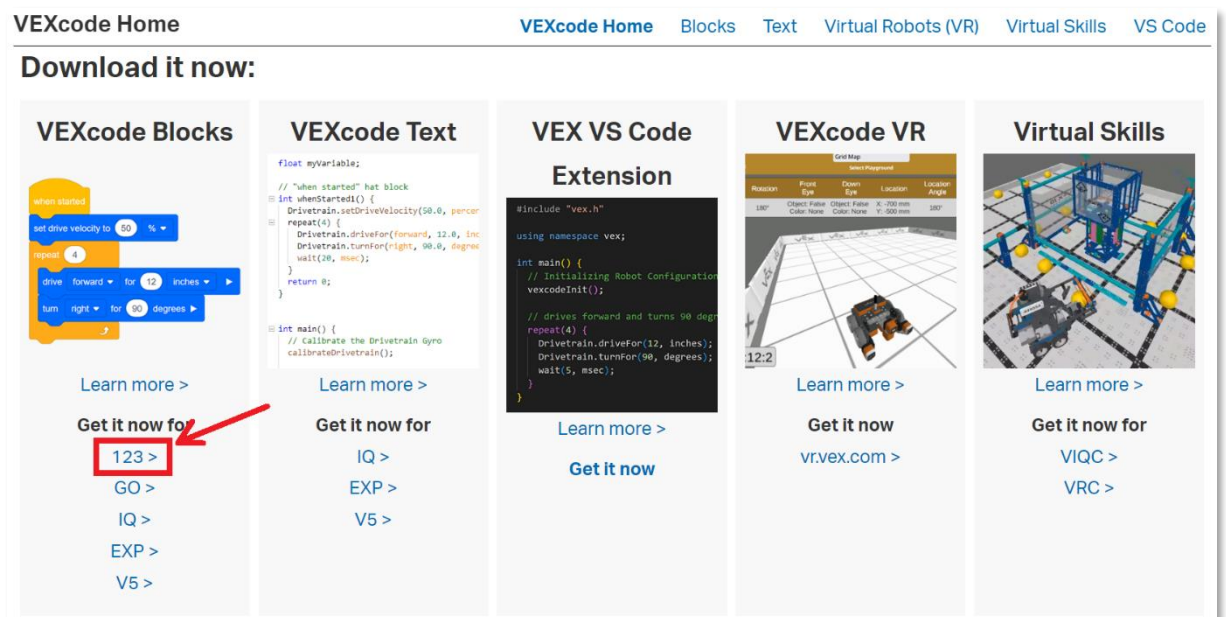 VEXcode Home
VEXcode Home Blocks Text Virtual Robots (VR) Virtual Skills VS Code
Download it now:
VEXcode Blocks
when started
set drive velocity to 50 %
repeat 4
drive forward for 12 inches
turn right for 90 degrees
Learn more >
Get it now for
123 >
GO >
IQ >
EXP >
V5 >
VEXcode Text
float myVariable;
// "when started" hat block
int whenStarted1() {
Drivetrain.setDriveVelocity(50.0, percen
repeat(4) {
Drivetrain.driveFor(forward, 12.0, inc
Drivetrain.turnFor(right, 90.0, degree
wait(20, msec);
}
return 0;
}
int main() {
// Calibrate the Drivetrain Gyro
calibrateDrivetrain();
Learn more >
Get it now for
IQ >
EXP >
V5 >
VEX VS Code
Extension
#include "vex.h"
using namespace vex;
int main() {
// Initializing Robot Configuration
vexcodeInit();
// drives forward and turns 90 degr
repeat(4) {
Drivetrain.driveFor(12, inches);
Drivetrain.turnFor(90, degrees);
wait(5, msec);
}
}
Learn more >
Get it now
VEXcode VR
Grid Map
Select Playground
Rotation Front Eye Down Eye Location Location Angle
180° Object: False Object: False X: -700 mm 180°
Color: None Color: None Y: -500 mm
:12:2
Learn more >
Get it now
vr.vex.com >
Virtual Skills
Learn more >
Get it now for
VIQC >
VRC >